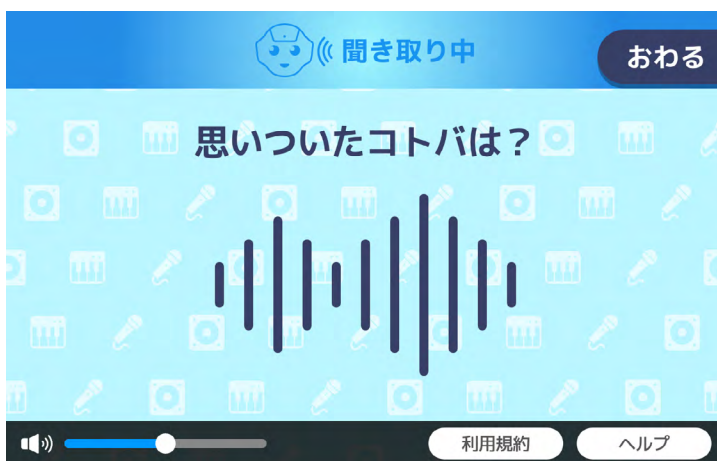 聞き取り中
おわる
思いついたコトバは？
利用規約
ヘルプ